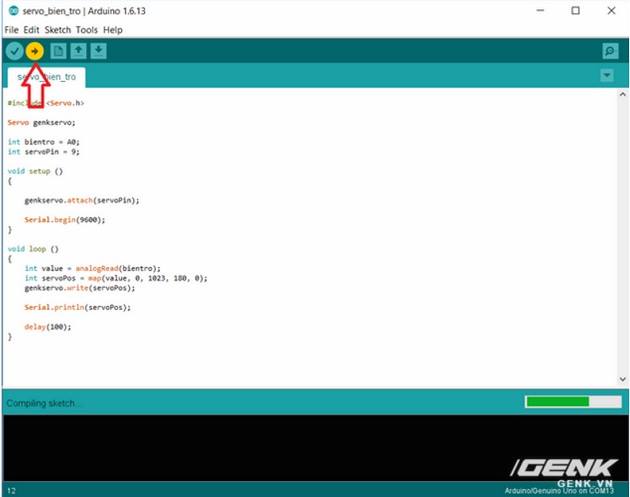 servo_bien_tro | Arduino 1.6.13
File Edit Sketch Tools Help
servo_bien_tro
#include <Servo.h>
Servo genkservo;
int bientro = A0;
int servoPin = 9;
void setup ()
{
genkservo.attach(servoPin);
Serial.begin(9600);
}
void loop ()
{
int value = analogRead(bientro);
int servoPos = map(value, 0, 1023, 180, 0);
genkservo.write(servoPos);
Serial.println(servoPos);
delay(100);
}
Compiling sketch...
GENK
GENK.VN
12
Arduino/Genuino Uno on COM13